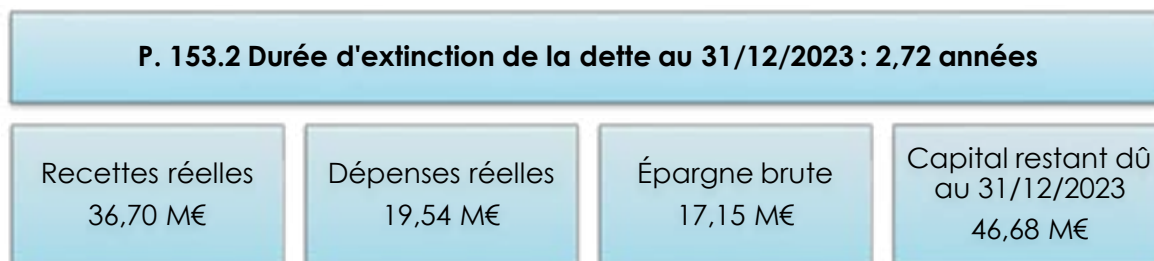 P. 153.2 Durée d'extinction de la dette au 31/12/2023 : 2,72 années
Recettes réelles
36,70 M€
Dépenses réelles
19,54 M€
Épargne brute
17,15 M€
Capital restant dû
au 31/12/2023
46,68 M€